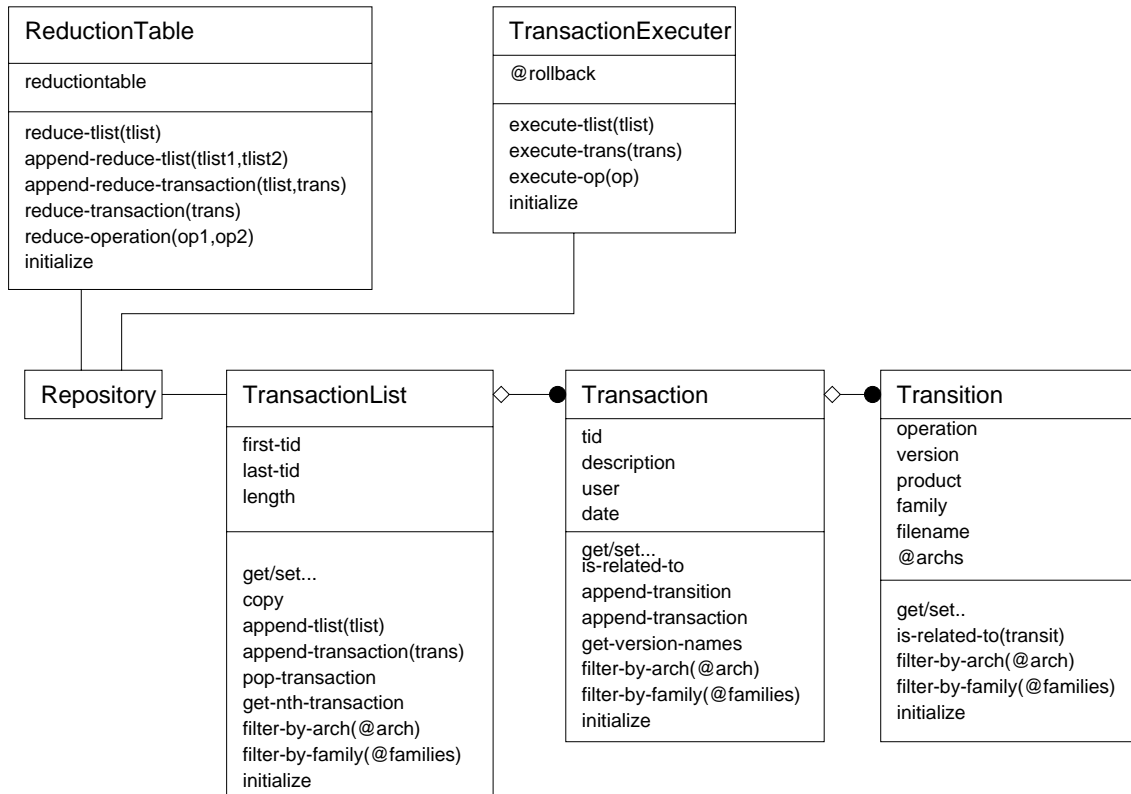 ReductionTable
reductiontable
reduce-tlist(tlist)
append-reduce-tlist(tlist1,tlist2)
append-reduce-transaction(tlist,trans)
reduce-transaction(trans)
reduce-operation(op1,op2)
initialize
TransactionExecuter
@rollback
execute-tlist(tlist)
execute-trans(trans)
execute-op(op)
initialize
Repository
TransactionList
first-tid
last-tid
length
get/set...
copy
append-tlist(tlist)
append-transaction(trans)
pop-transaction
get-nth-transaction
filter-by-arch(@arch)
filter-by-family(@families)
initialize
Transaction
tid
description
user
date
get/set...
is-related-to
append-transition
append-transaction
get-version-names
filter-by-arch(@arch)
filter-by-family(@families)
initialize
Transition
operation
version
product
family
filename
@archs
get/set..
is-related-to(transit)
filter-by-arch(@arch)
filter-by-family(@families)
initialize